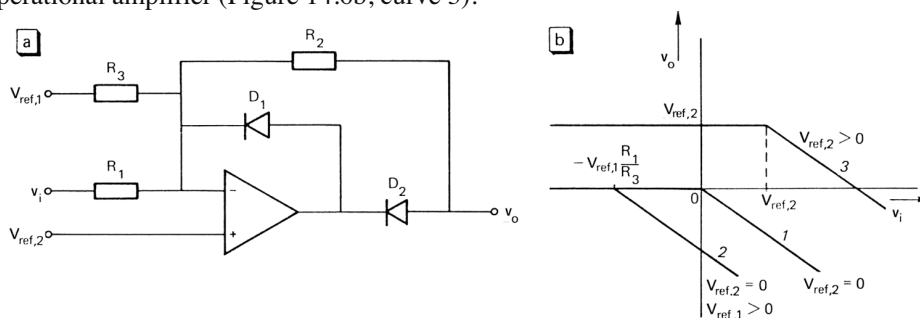 perational amplifier (Figure 14.6b, curve 3).
a
R2
R3
Vref,1
D1
R1
vi
−
D2
vo
Vref,2
+
b
vo
Vref,2
Vref,2 > 0
−Vref,1 R1/R3
3
0
Vref,2
vi
1
2
Vref,2 = 0
Vref,2 = 0
Vref,1 > 0